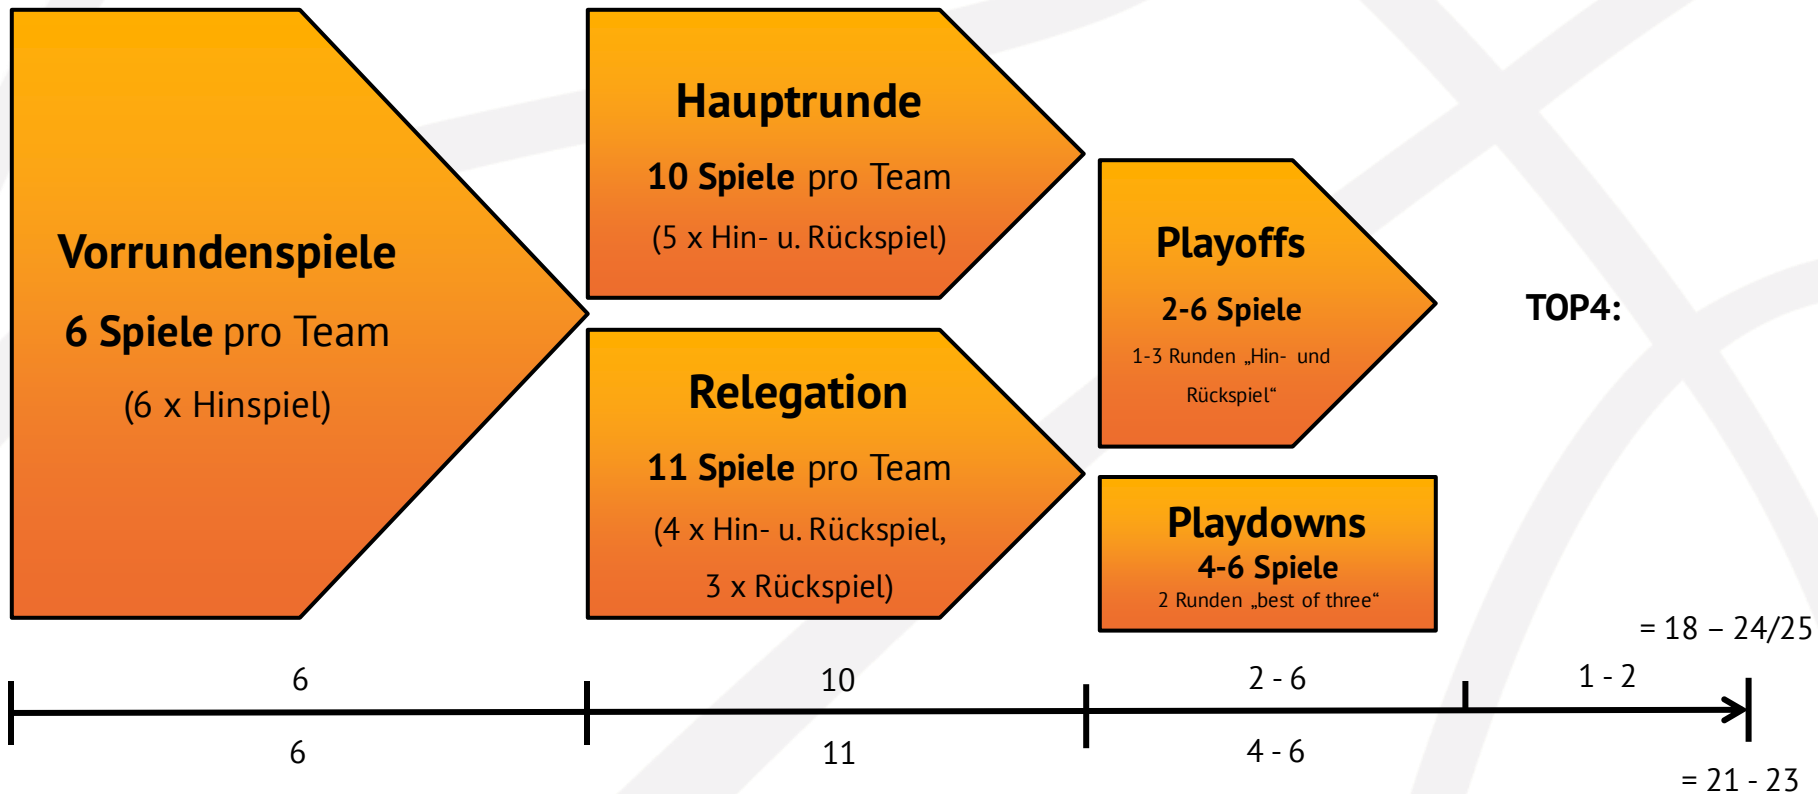 Vorrundenspiele
6 Spiele pro Team
(6 x Hinspiel)
Hauptrunde
10 Spiele pro Team
(5 x Hin- u. Rückspiel)
Relegation
11 Spiele pro Team
(4 x Hin- u. Rückspiel,
3 x Rückspiel)
Playoffs
2-6 Spiele
1-3 Runden „Hin- und
Rückspiel“
Playdowns
4-6 Spiele
2 Runden „best of three“
TOP4:
= 18 – 24/25
6
10
2 - 6
1 - 2
6
11
4 - 6
= 21 - 23